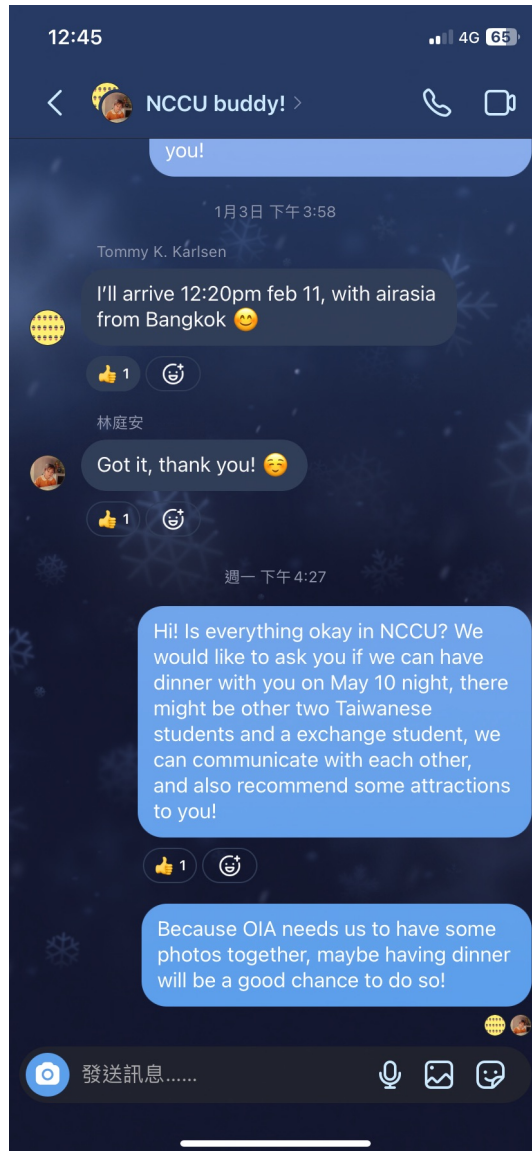 12:45
4G 65
NCCU buddy!
you!
1月3日 下午3:58
Tommy K. Karlsen
I'll arrive 12:20pm feb 11, with airasia
from Bangkok 😊
👍 1
林庭安
Got it, thank you! ☺️
👍 1
週一 下午4:27
Hi! Is everything okay in NCCU? We
would like to ask you if we can have
dinner with you on May 10 night, there
might be other two Taiwanese
students and a exchange student, we
can communicate with each other,
and also recommend some attractions
to you!
👍 1
Because OIA needs us to have some
photos together, maybe having dinner
will be a good chance to do so!
發送訊息......